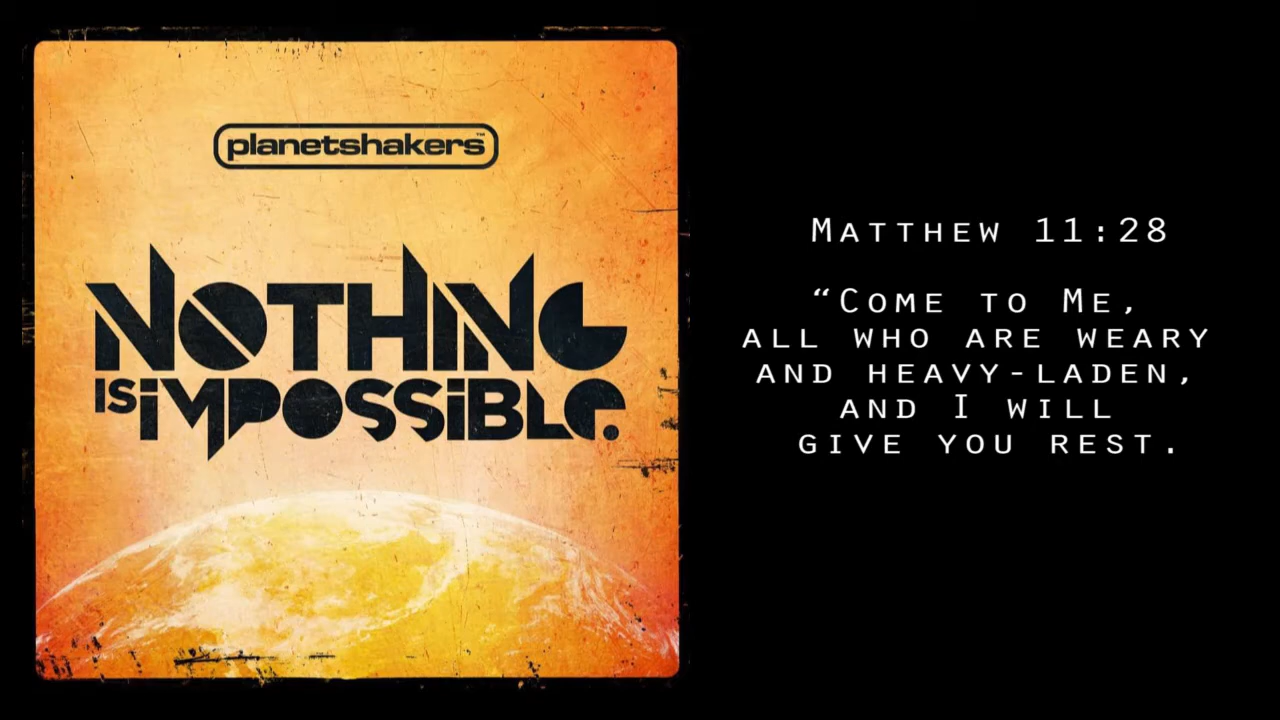 planetshakers™
NOTHING
IS IMPOSSIBLE.
MATTHEW 11:28
“COME TO ME,
ALL WHO ARE WEARY
AND HEAVY-LADEN,
AND I WILL
GIVE YOU REST.